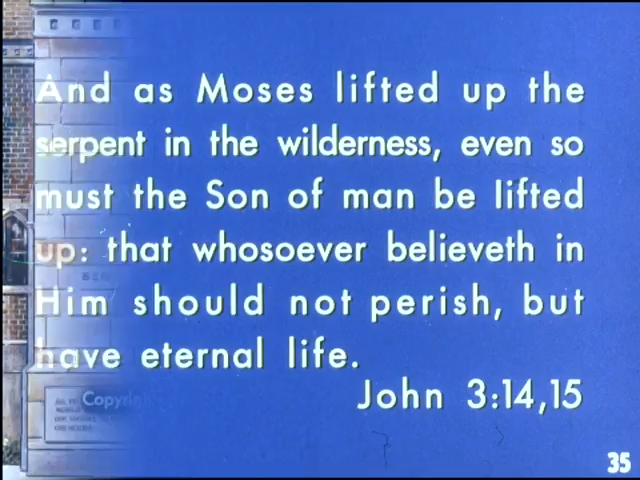 And as Moses lifted up the
serpent in the wilderness, even so
must the Son of man be lifted
up: that whosoever believeth in
Him should not perish, but
have eternal life.
John 3:14,15
35